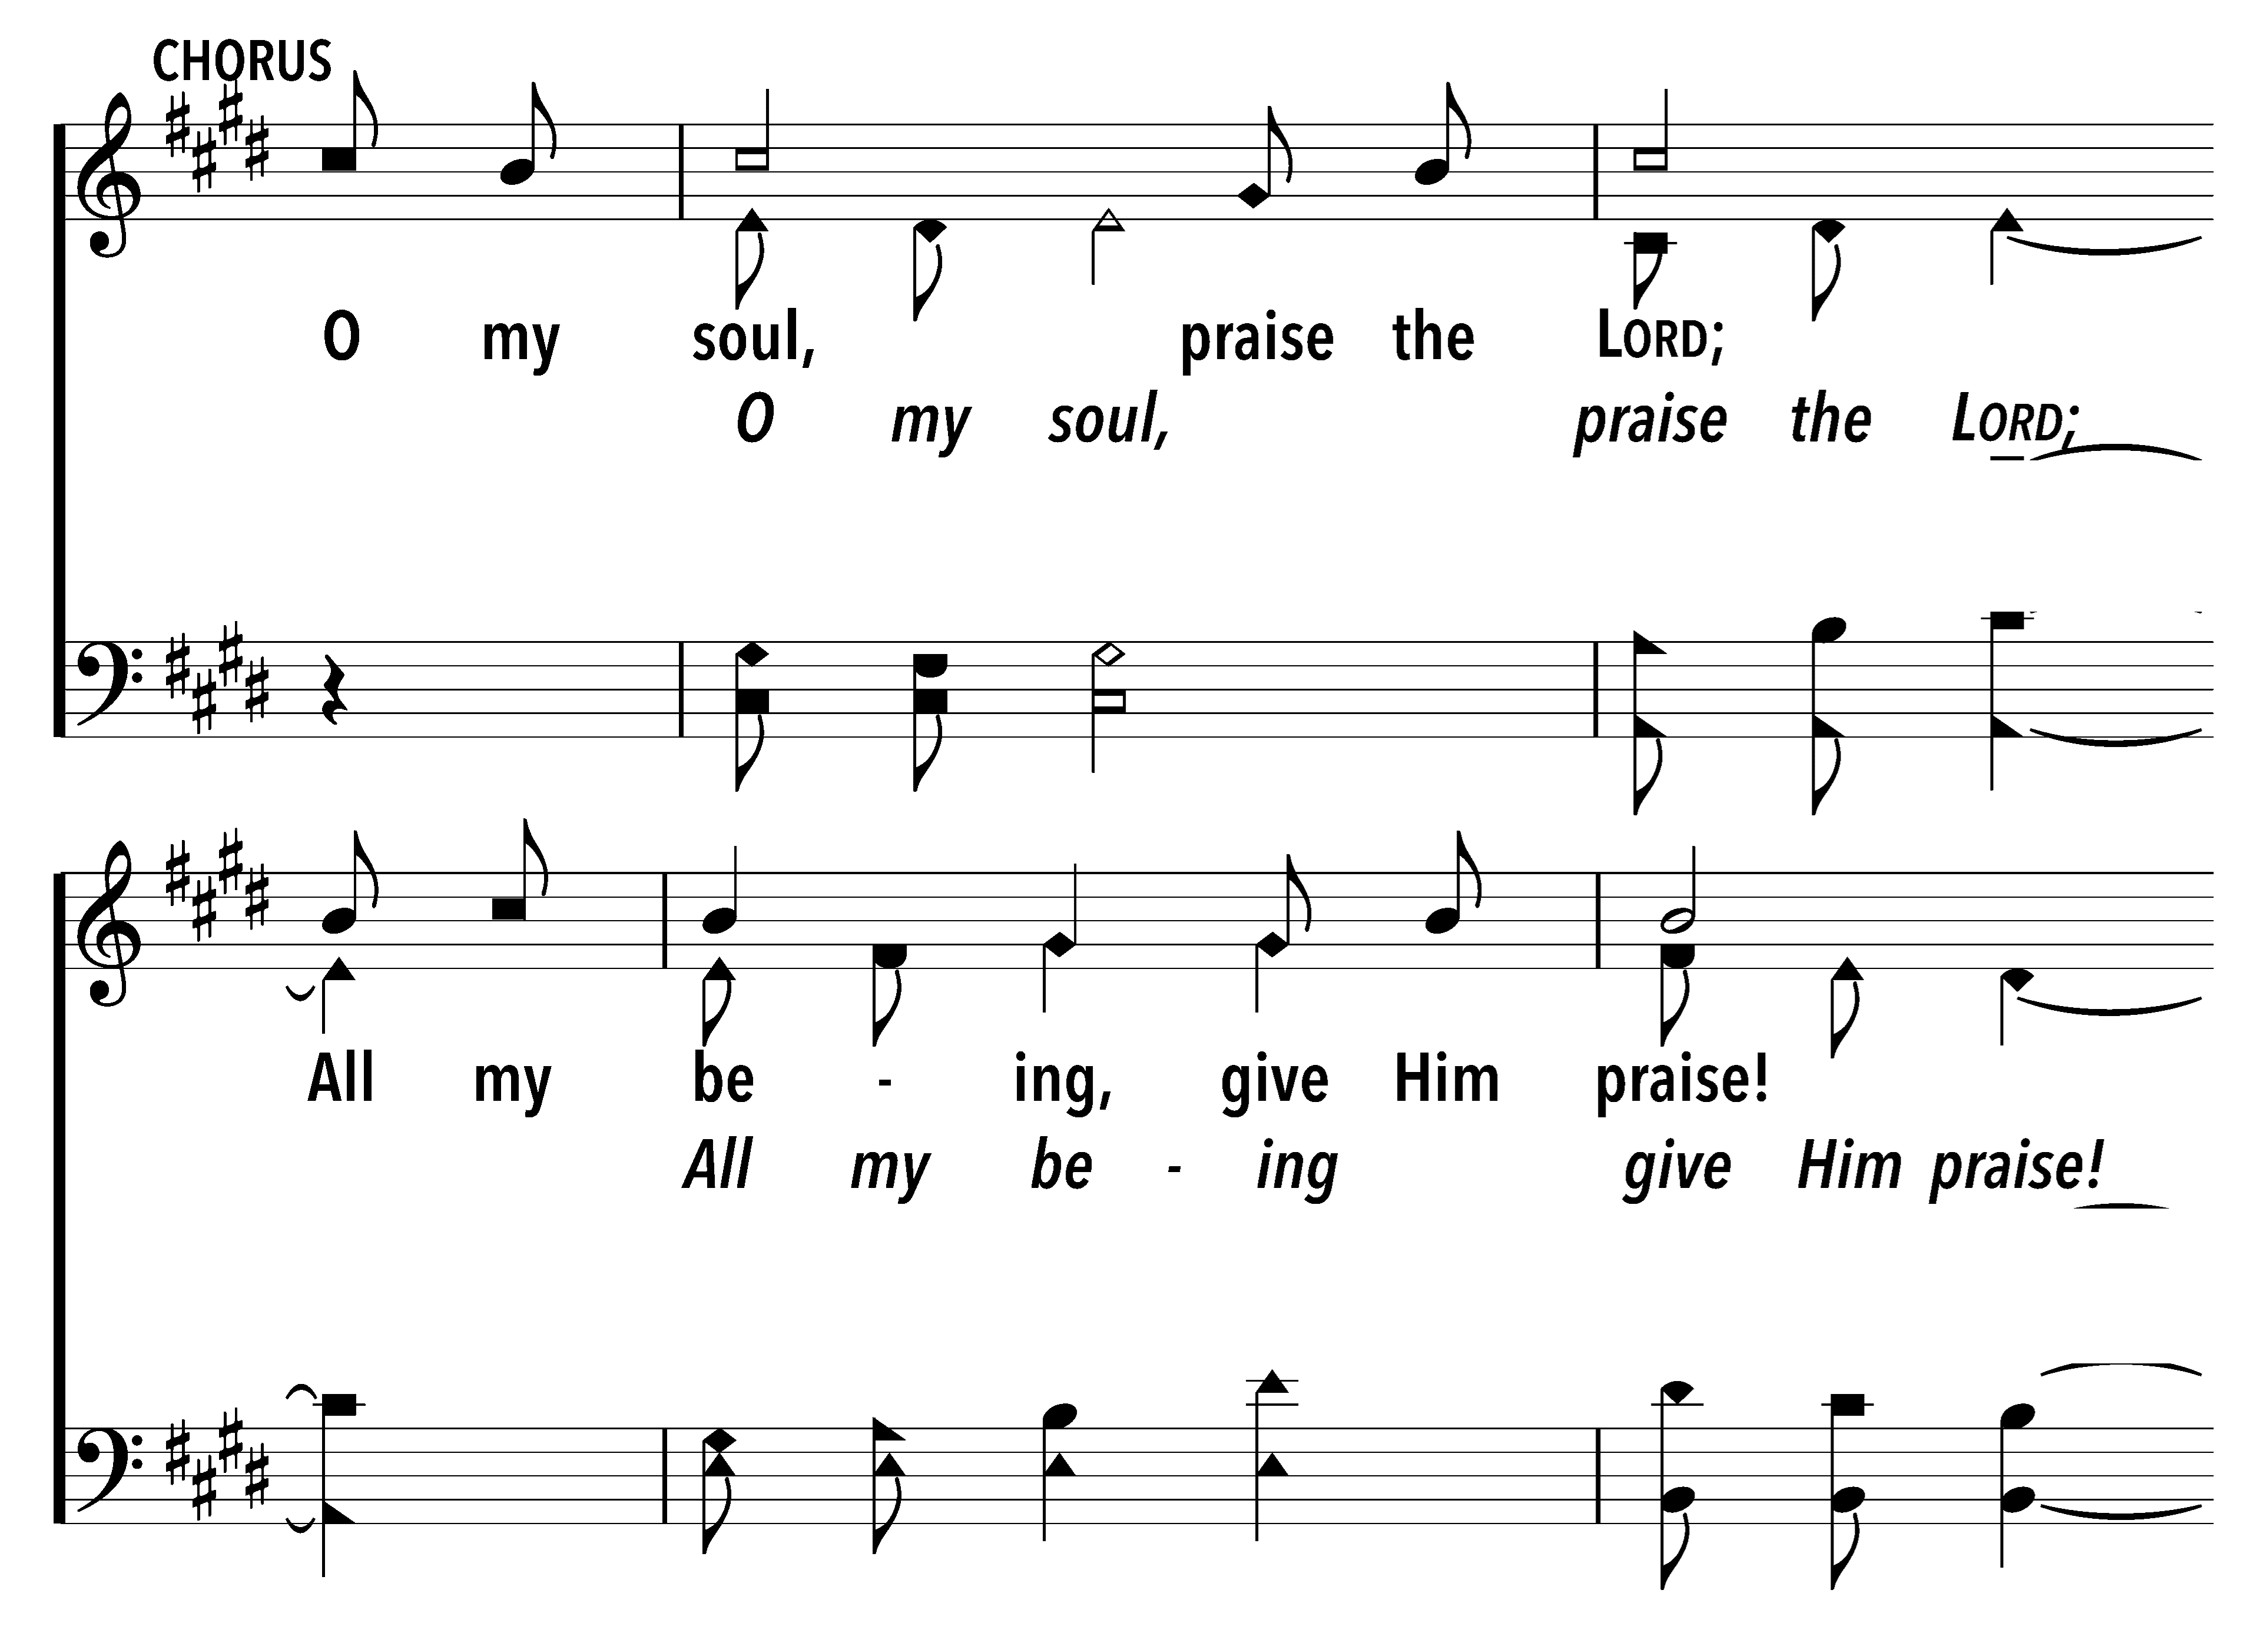 CHORUS
O my soul, praise the LORD;
O my soul, praise the LORD;
All my be - ing, give Him praise!
All my be - ing give Him praise!